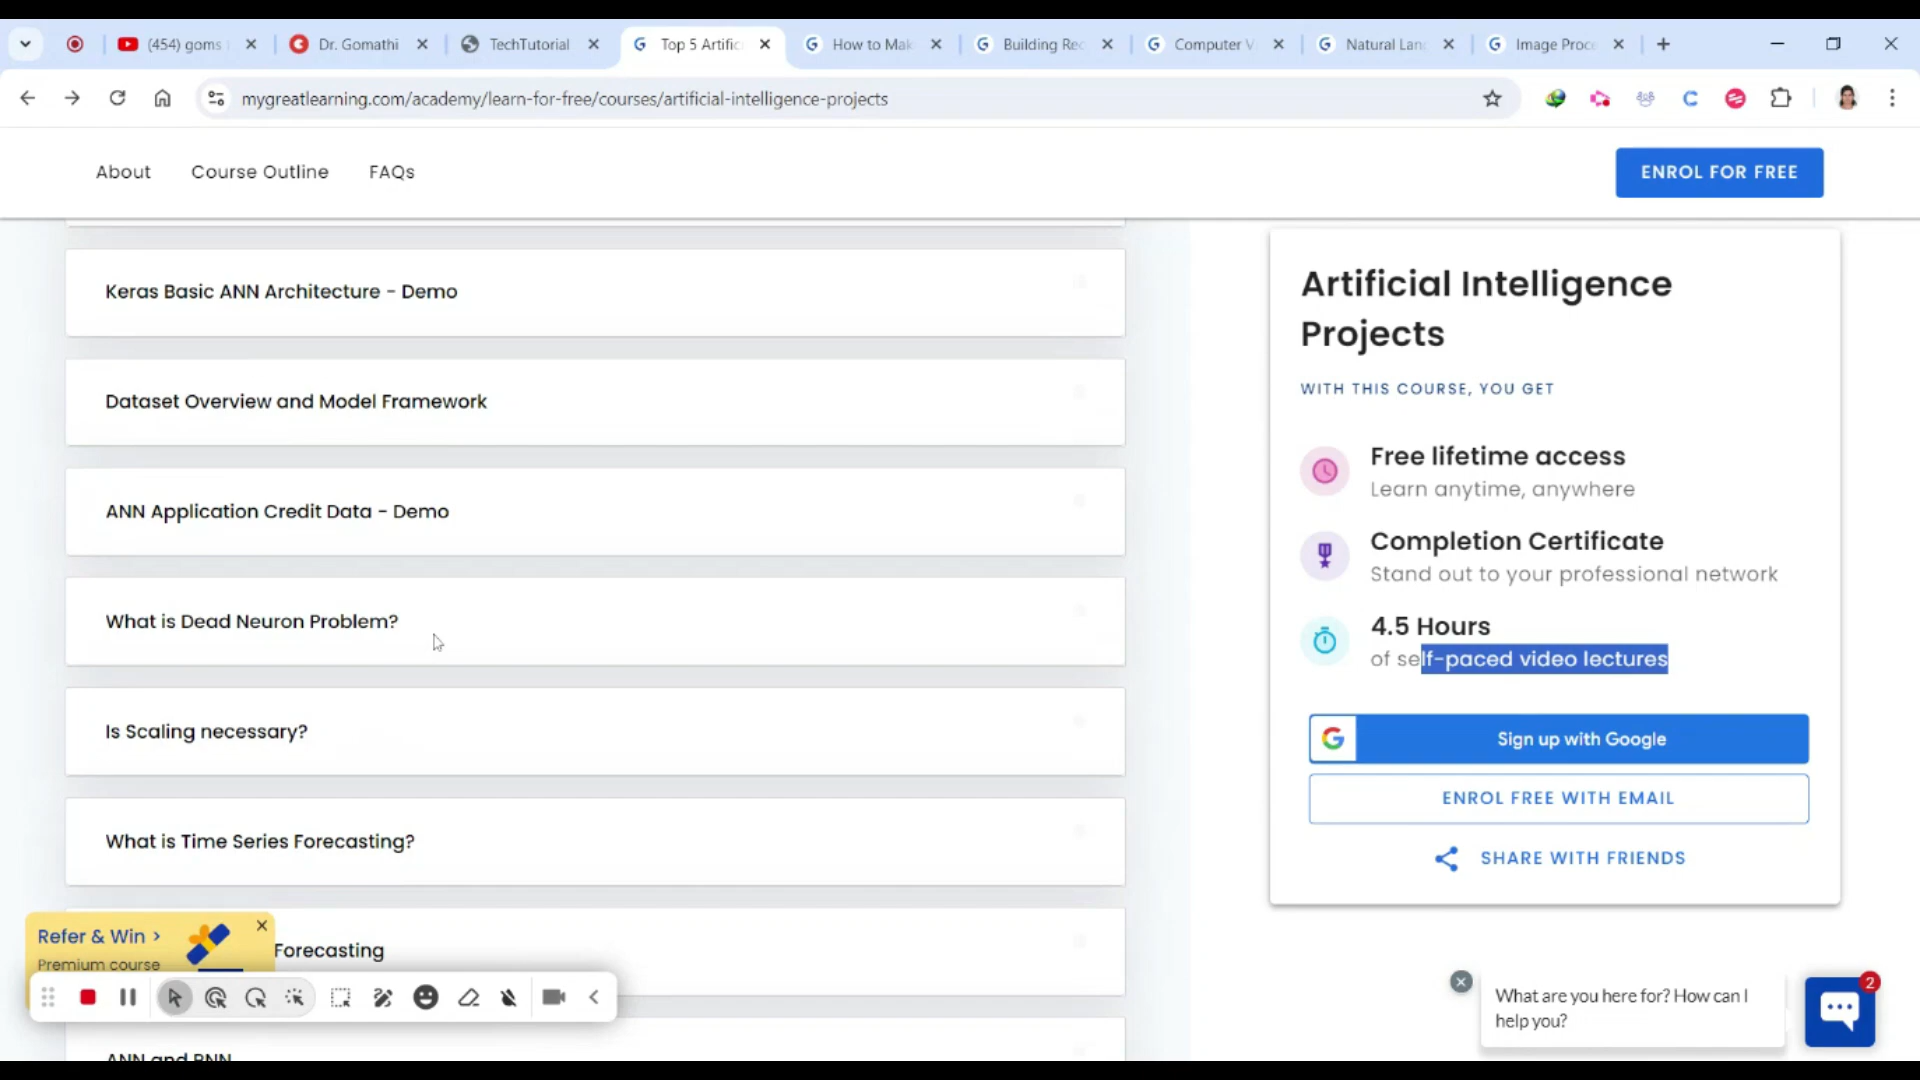 (454) goms
Dr. Gomathi
TechTutorial
Top 5 Artific
How to Mak
Building Rec
Computer V
Natural Lan
Image Proc
mygreatlearning.com/academy/learn-for-free/courses/artificial-intelligence-projects
About
Course Outline
FAQs
ENROL FOR FREE
Keras Basic ANN Architecture - Demo
Dataset Overview and Model Framework
ANN Application Credit Data - Demo
What is Dead Neuron Problem?
Is Scaling necessary?
What is Time Series Forecasting?
Forecasting
ANN and RNN
Artificial Intelligence
Projects
WITH THIS COURSE, YOU GET
Free lifetime access
Learn anytime, anywhere
Completion Certificate
Stand out to your professional network
4.5 Hours
of self-paced video lectures
Sign up with Google
ENROL FREE WITH EMAIL
SHARE WITH FRIENDS
Refer & Win >
Premium course
What are you here for? How can I
help you?
2